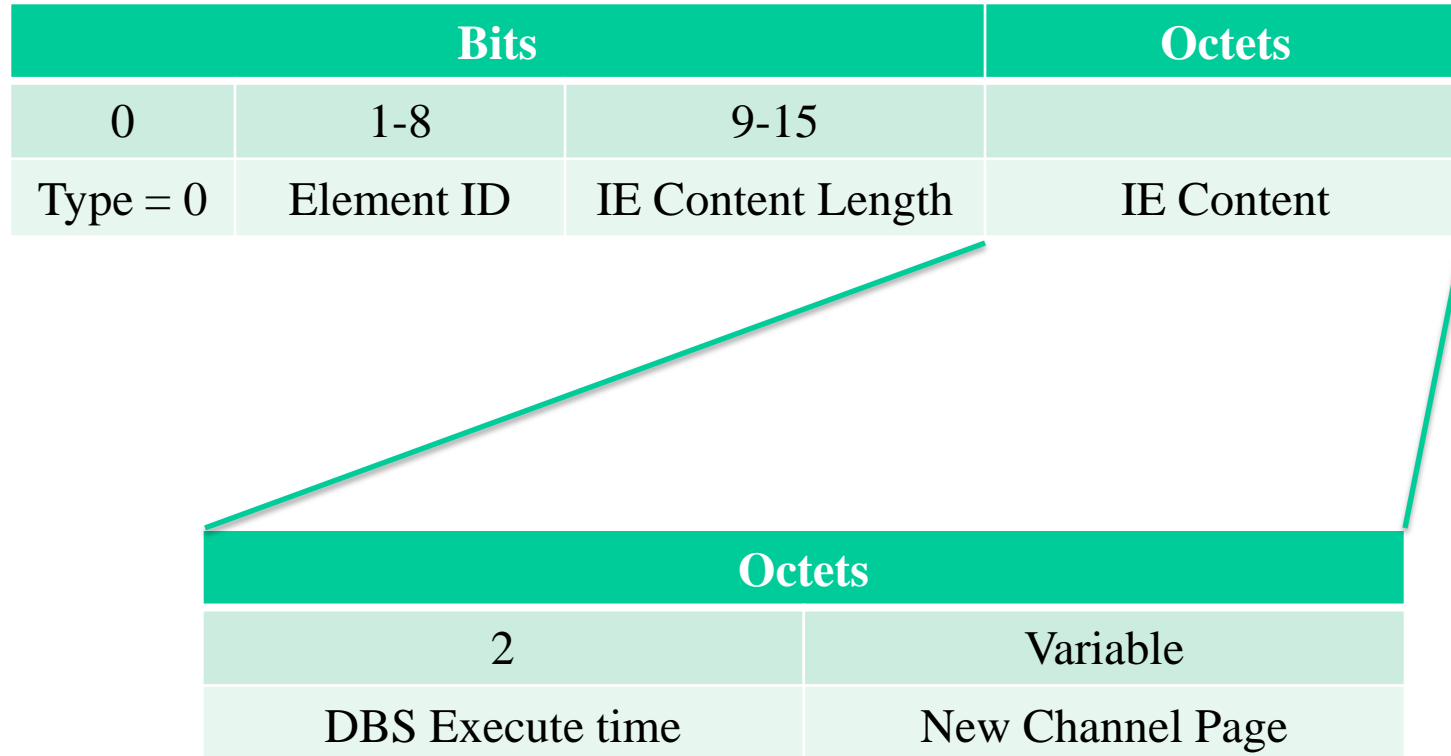 Bits Octets
0 1-8 9-15
Type = 0 Element ID IE Content Length IE Content
Octets
2 Variable
DBS Execute time New Channel Page